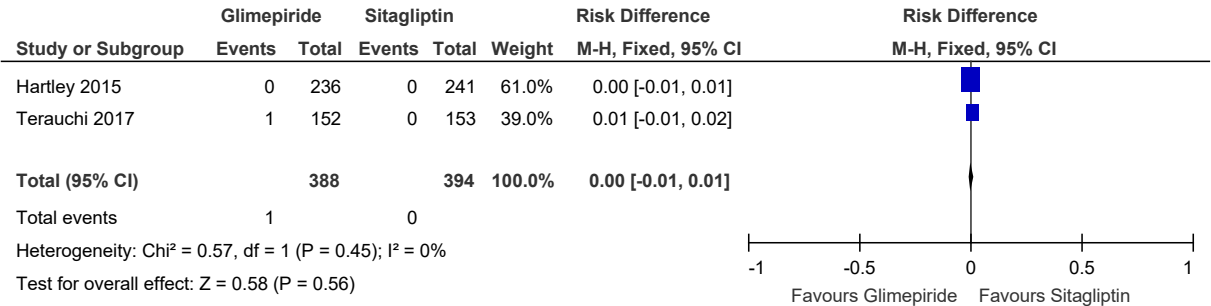 Glimepiride Sitagliptin Risk Difference Risk Difference
Study or Subgroup Events Total Events Total Weight M-H, Fixed, 95% CI M-H, Fixed, 95% CI
Hartley 2015 0 236 0 241 61.0% 0.00 [-0.01, 0.01]
Terauchi 2017 1 152 0 153 39.0% 0.01 [-0.01, 0.02]
Total (95% CI) 388 394 100.0% 0.00 [-0.01, 0.01]
Total events 1 0
Heterogeneity: Chi² = 0.57, df = 1 (P = 0.45); I² = 0%
Test for overall effect: Z = 0.58 (P = 0.56)
-1 -0.5 0 0.5 1
Favours Glimepiride Favours Sitagliptin